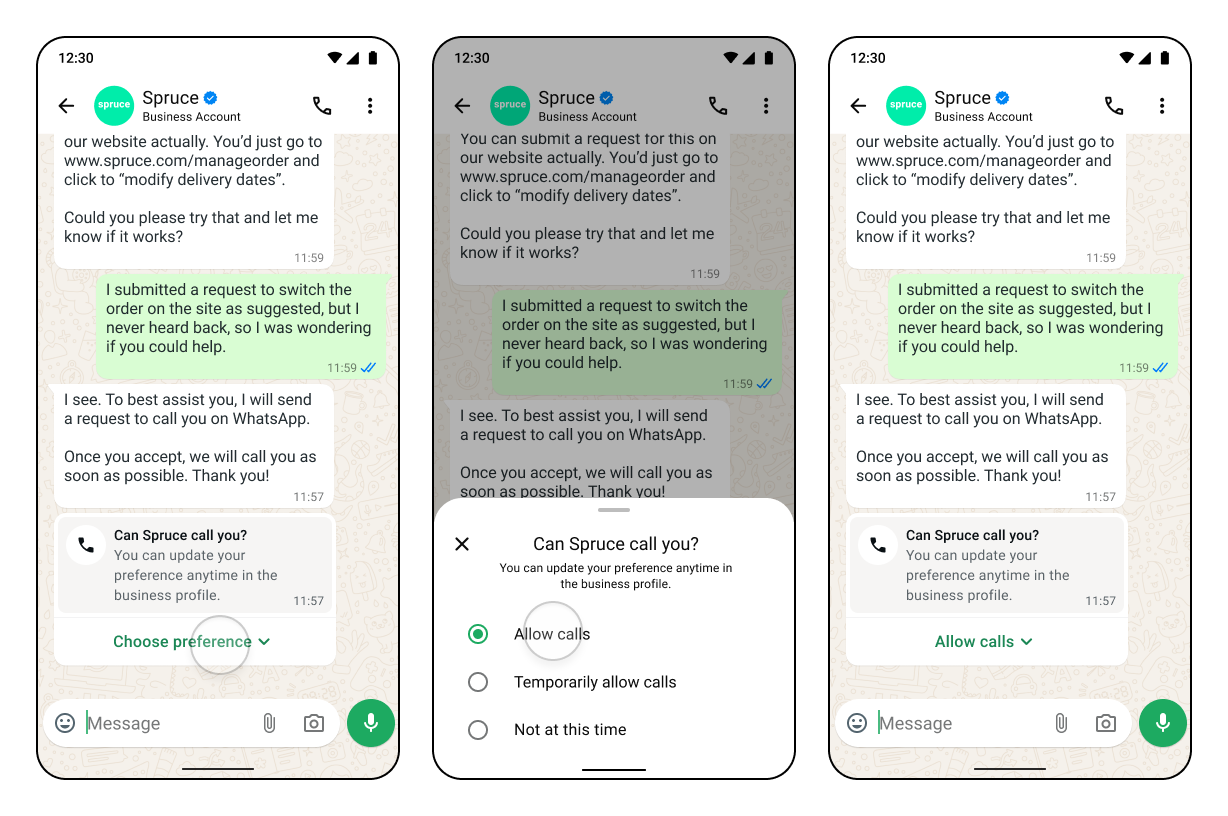 12:30
spruce
Spruce
Business Account
our website actually. You’d just go to
www.spruce.com/manageorder and
click to “modify delivery dates”.
Could you please try that and let me
know if it works?
11:59
I submitted a request to switch the
order on the site as suggested, but I
never heard back, so I was wondering
if you could help.
11:59
I see. To best assist you, I will send
a request to call you on WhatsApp.
Once you accept, we will call you as
soon as possible. Thank you!
11:57
Can Spruce call you?
You can update your
preference anytime in the
business profile.
11:57
Choose preference
Message
12:30
spruce
Spruce
Business Account
You can submit a request for this on
our website actually. You’d just go to
www.spruce.com/manageorder and
click to “modify delivery dates”.
Could you please try that and let me
know if it works?
11:59
I submitted a request to switch the
order on the site as suggested, but I
never heard back, so I was wondering
if you could help.
11:59
I see. To best assist you, I will send
a request to call you on WhatsApp.
Once you accept, we will call you as
soon as possible. Thank you!
Can Spruce call you?
You can update your preference anytime in
the business profile.
Allow calls
Temporarily allow calls
Not at this time
12:30
spruce
Spruce
Business Account
our website actually. You’d just go to
www.spruce.com/manageorder and
click to “modify delivery dates”.
Could you please try that and let me
know if it works?
11:59
I submitted a request to switch the
order on the site as suggested, but I
never heard back, so I was wondering
if you could help.
11:59
I see. To best assist you, I will send
a request to call you on WhatsApp.
Once you accept, we will call you as
soon as possible. Thank you!
11:57
Can Spruce call you?
You can update your
preference anytime in the
business profile.
11:57
Allow calls
Message